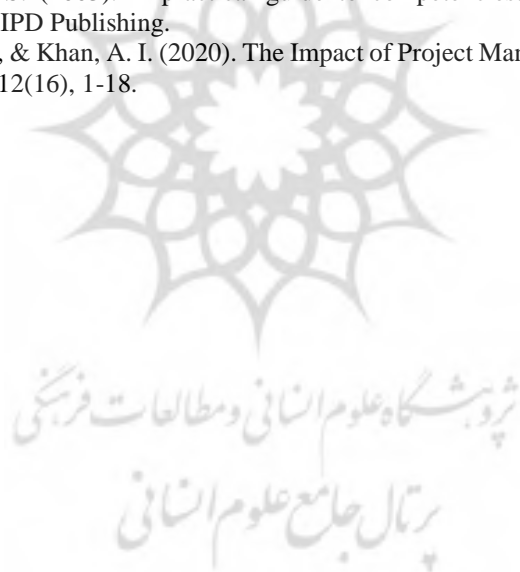 IPD Publishing.
, & Khan, A. I. (2020). The Impact of Project Man
12(16), 1-18.
پژوهشگاه علوم انسانی و مطالعات فرهنگی
پرتال جامع علوم انسانی